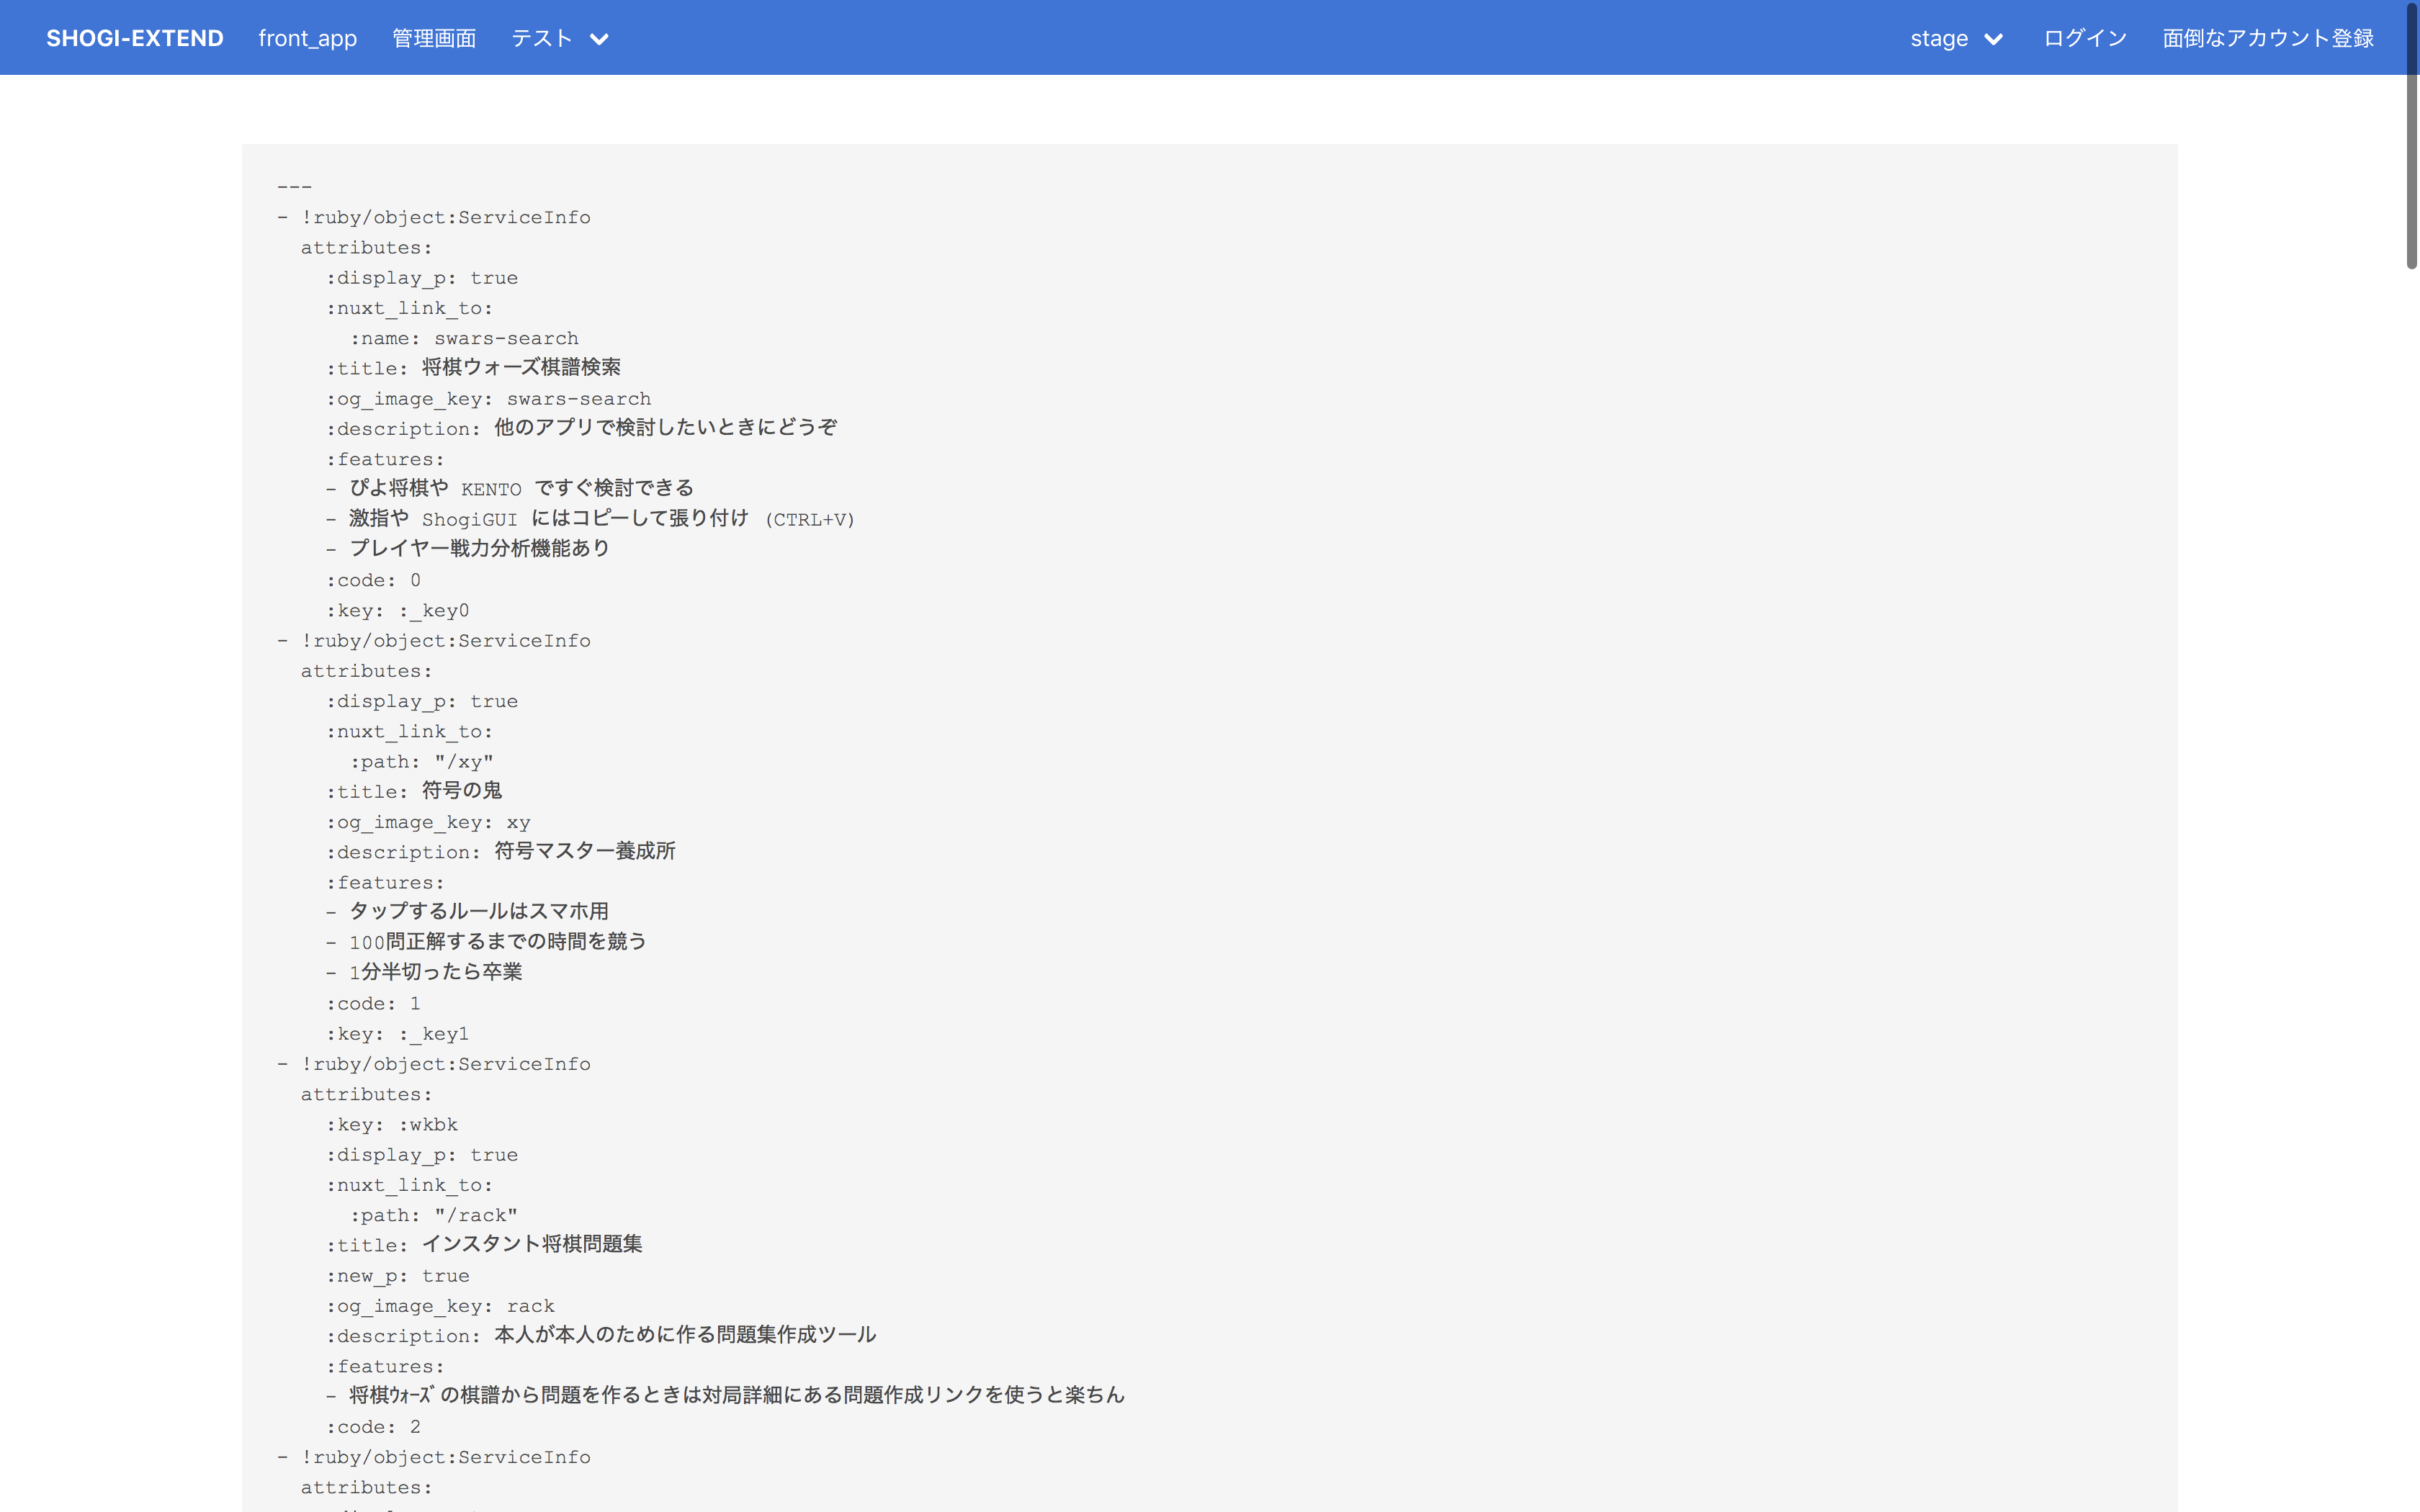 SHOGI-EXTEND front_app 管理画面 テスト stage ログイン 面倒なアカウント登録
---
- !ruby/object:ServiceInfo
  attributes:
    :display_p: true
    :nuxt_link_to:
      :name: swars-search
    :title: 将棋ウォーズ棋譜検索
    :og_image_key: swars-search
    :description: 他のアプリで検討したいときにどうぞ
    :features:
    - ぴよ将棋や KENTO ですぐ検討できる
    - 激指や ShogiGUI にはコピーして張り付け (CTRL+V)
    - プレイヤー戦力分析機能あり
    :code: 0
    :key: :_key0
- !ruby/object:ServiceInfo
  attributes:
    :display_p: true
    :nuxt_link_to:
      :path: "/xy"
    :title: 符号の鬼
    :og_image_key: xy
    :description: 符号マスター養成所
    :features:
    - タップするルールはスマホ用
    - 100問正解するまでの時間を競う
    - 1分半切ったら卒業
    :code: 1
    :key: :_key1
- !ruby/object:ServiceInfo
  attributes:
    :key: :wkbk
    :display_p: true
    :nuxt_link_to:
      :path: "/rack"
    :title: インスタント将棋問題集
    :new_p: true
    :og_image_key: rack
    :description: 本人が本人のために作る問題集作成ツール
    :features:
    - 将棋ｳｫｰｽﾞの棋譜から問題を作るときは対局詳細にある問題作成リンクを使うと楽ちん
    :code: 2
- !ruby/object:ServiceInfo
  attributes: